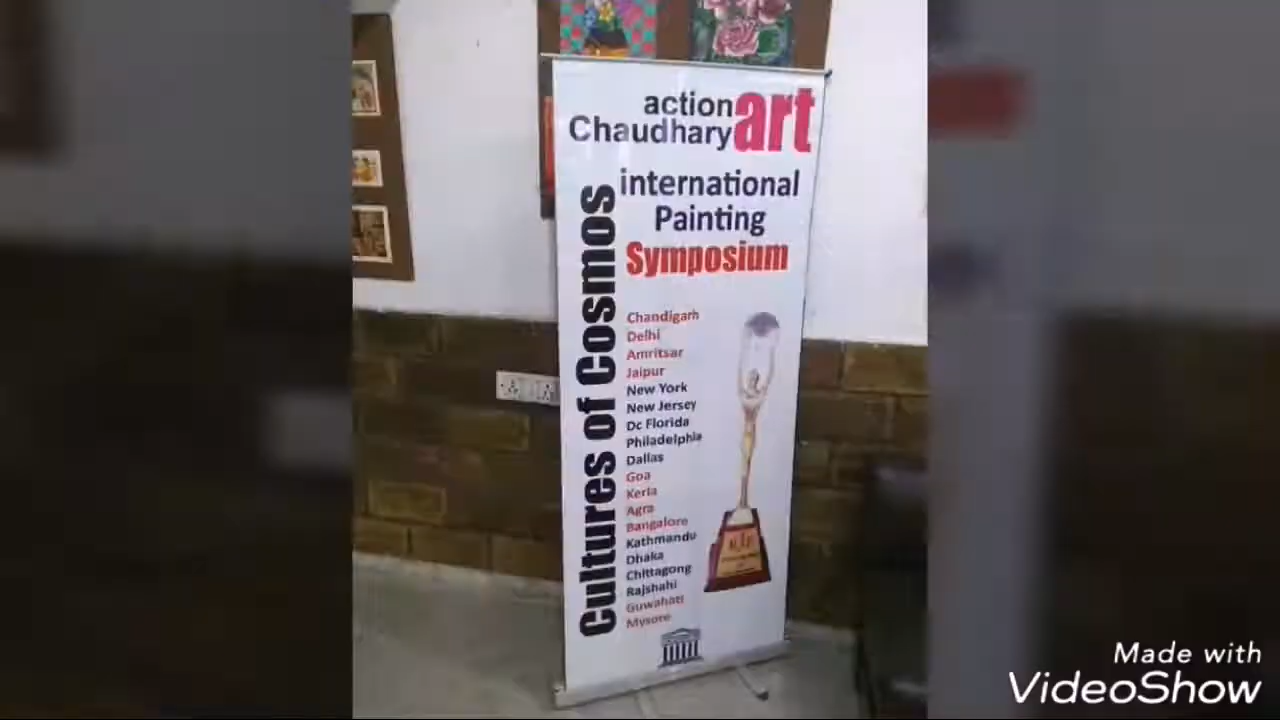 action
Chaudhary art
international
Painting
Symposium
Cultures of Cosmos
Chandigarh
Delhi
Amritsar
Jaipur
New York
New Jersey
Dc Florida
Philadelphia
Dallas
Goa
Kerla
Agra
Bangalore
Kathmandu
Dhaka
Chittagong
Rajshahi
Guwahati
Mysore
Made with
VideoShow